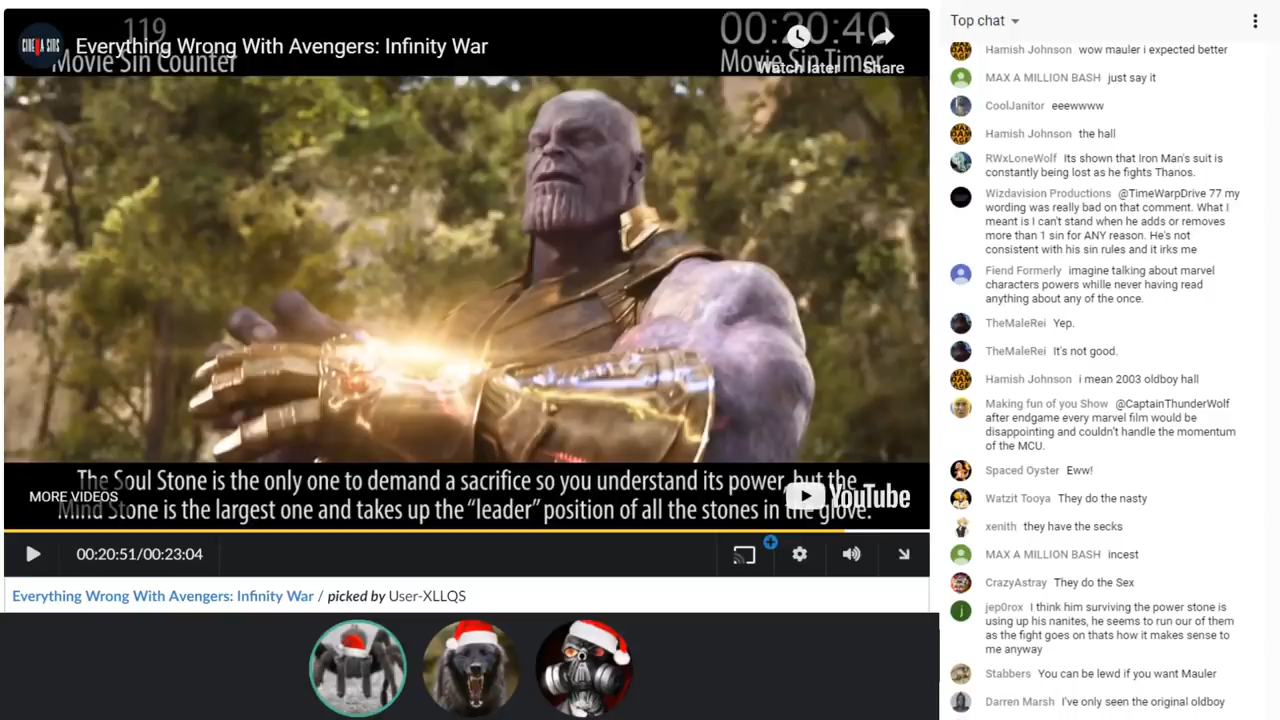 119
00:20:40
CINEMA SINS
Everything Wrong With Avengers: Infinity War
Movie Sin Counter
Movie Sin Timer
Watch later
Share
The Soul Stone is the only one to demand a sacrifice so you understand its power, but the
Mind Stone is the largest one and takes up the “leader” position of all the stones in the glove.
MORE VIDEOS
YouTube
00:20:51/00:23:04
Everything Wrong With Avengers: Infinity War / picked by User-XLLQS
Top chat
Hamish Johnson wow mauler i expected better
MAX A MILLION BASH just say it
CoolJanitor eeewwww
Hamish Johnson the hall
RWxLoneWolf Its shown that Iron Man's suit is
constantly being lost as he fights Thanos.
Wizdavision Productions @TimeWarpDrive 77 my
wording was really bad on that comment. What I
meant is I can't stand when he adds or removes
more than 1 sin for ANY reason. He's not
consistent with his sin rules and it irks me
Fiend Formerly imagine talking about marvel
characters powers whille never having read
anything about any of the once.
TheMaleRei Yep.
TheMaleRei It's not good.
Hamish Johnson i mean 2003 oldboy hall
Making fun of you Show @CaptainThunderWolf
after endgame every marvel film would be
disappointing and couldn't handle the momentum
of the MCU.
Spaced Oyster Eww!
Watzit Tooya They do the nasty
xenith they have the secks
MAX A MILLION BASH incest
CrazyAstray They do the Sex
j
jep0rox I think him surviving the power stone is
using up his nanites, he seems to run our of them
as the fight goes on thats how it makes sense to
me anyway
Stabbers You can be lewd if you want Mauler
Darren Marsh I've only seen the original oldboy